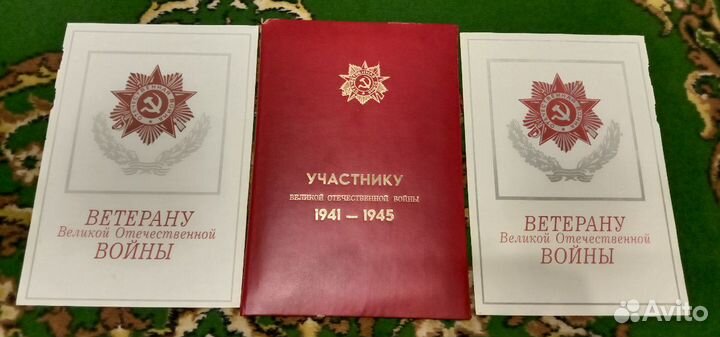 ВЕТЕРАНУ
Великой Отечественной
ВОЙНЫ
УЧАСТНИКУ
ВЕЛИКОЙ ОТЕЧЕСТВЕННОЙ ВОЙНЫ
1941 — 1945
ВЕТЕРАНУ
Великой Отечественной
ВОЙНЫ
Avito